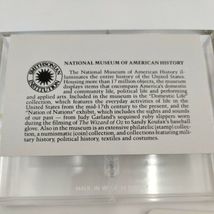 NATIONAL MUSEUM OF AMERICAN HISTORY
The National Museum of American History il-
luminates the entire history of the United States.
Housing more than 17 million objects, the museum
displays items that encompass America's domestic
and community life, political life and performing
and applied arts. Included in the museum is the "Domestic Life"
collection, which features the everyday activities of life in the
United States from the mid-17th century to the present, and the
"Nation of Nations" exhibit, which includes the sights and sounds
of our past — from Judy Garland's sequined ruby slippers worn
during the filming of The Wizard of Oz to Sandy Koufax's baseball
glove. Also in the museum is an extensive philatelic (stamp) collec-
tion, a numismatic (coin) collection, and collections featuring mili-
tary history, political history, textiles and costumes.
SMITHSONIAN
INSTITUTION